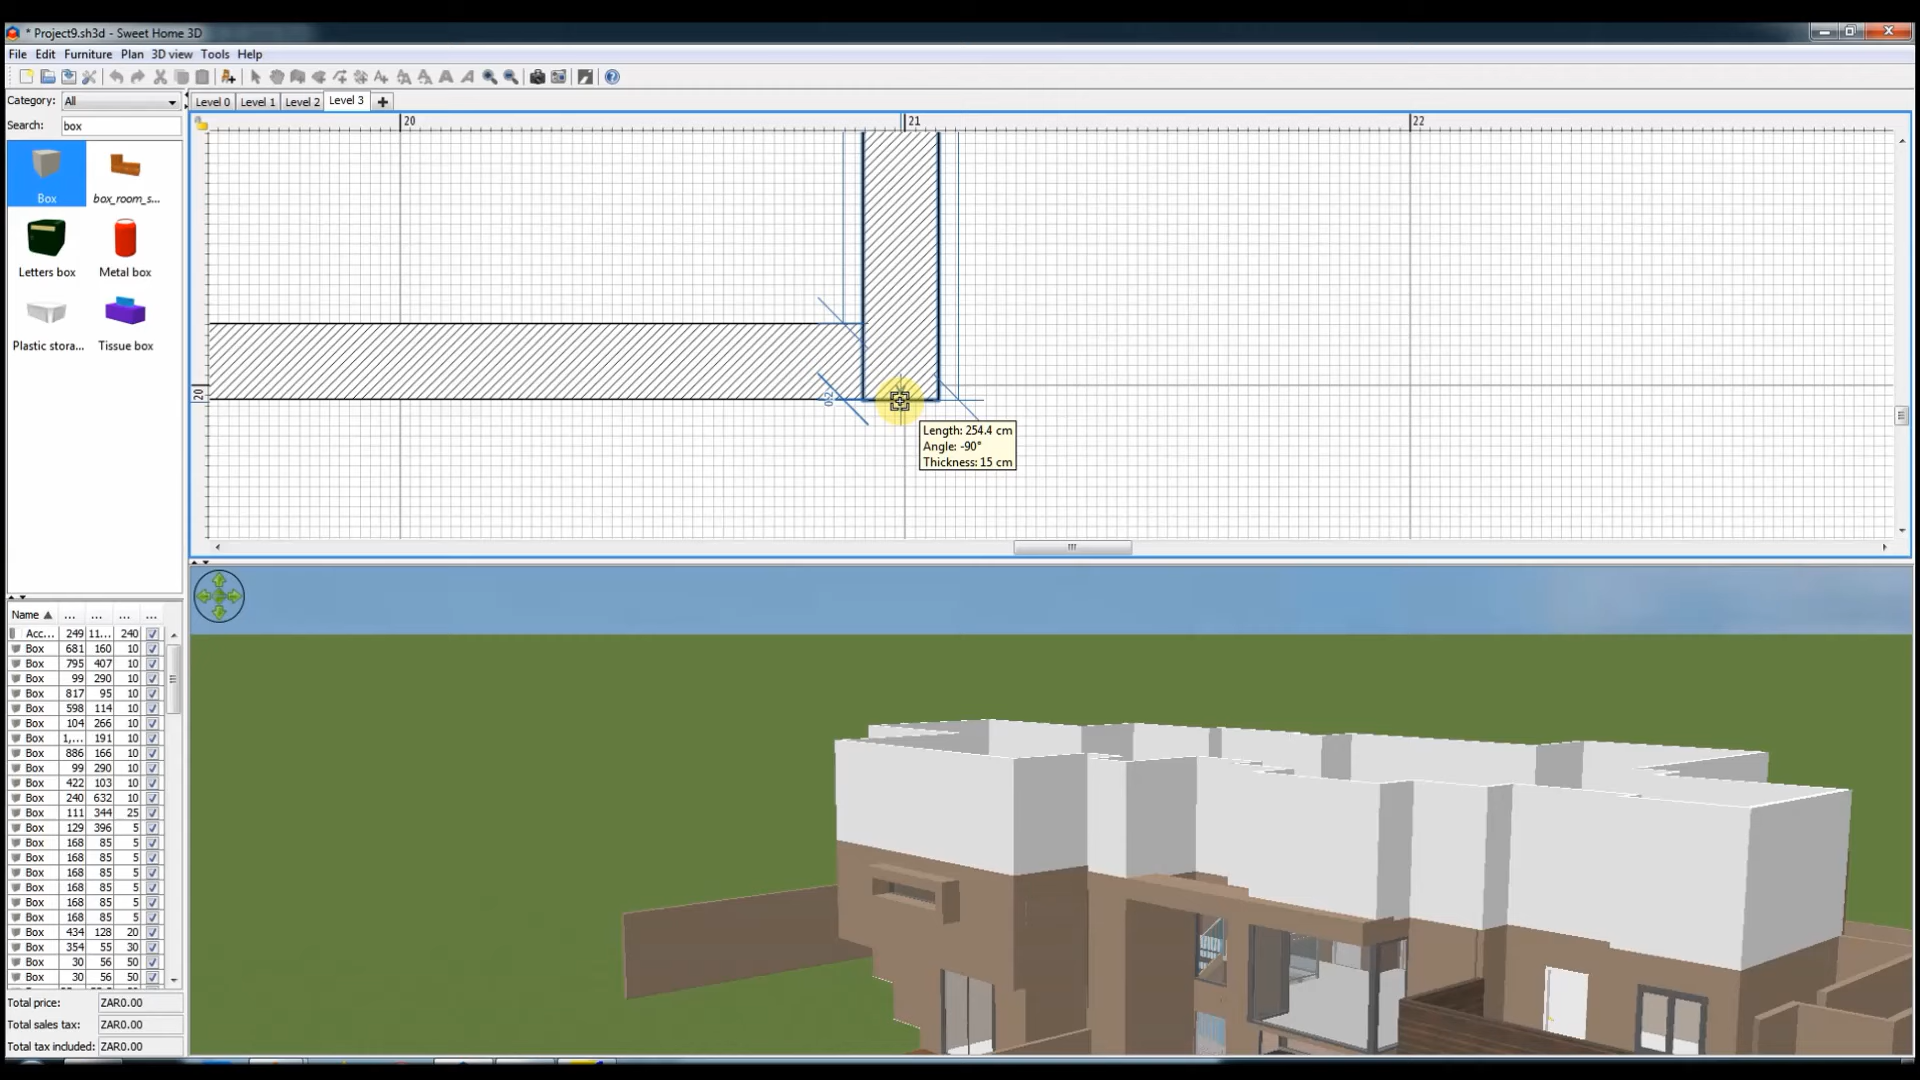 * Project9.sh3d - Sweet Home 3D
File Edit Furniture Plan 3D view Tools Help
Category: All
Level 0 Level 1 Level 2 Level 3
Search: box
20 21 22
Box box_room_s...
Letters box Metal box
Plastic stora... Tissue box
20
0.2
Length: 254.4 cm
Angle: -90°
Thickness: 15 cm
Name ... ... ... ...
Acc... 249 11... 240
Box 681 160 10
Box 795 407 10
Box 99 290 10
Box 817 95 10
Box 598 114 10
Box 104 266 10
Box 1,... 191 10
Box 886 166 10
Box 99 290 10
Box 422 103 10
Box 240 632 10
Box 111 344 25
Box 129 396 5
Box 168 85 5
Box 168 85 5
Box 168 85 5
Box 168 85 5
Box 168 85 5
Box 168 85 5
Box 434 128 20
Box 354 55 30
Box 30 56 50
Box 30 56 50
Total price: ZAR0.00
Total sales tax: ZAR0.00
Total tax included: ZAR0.00